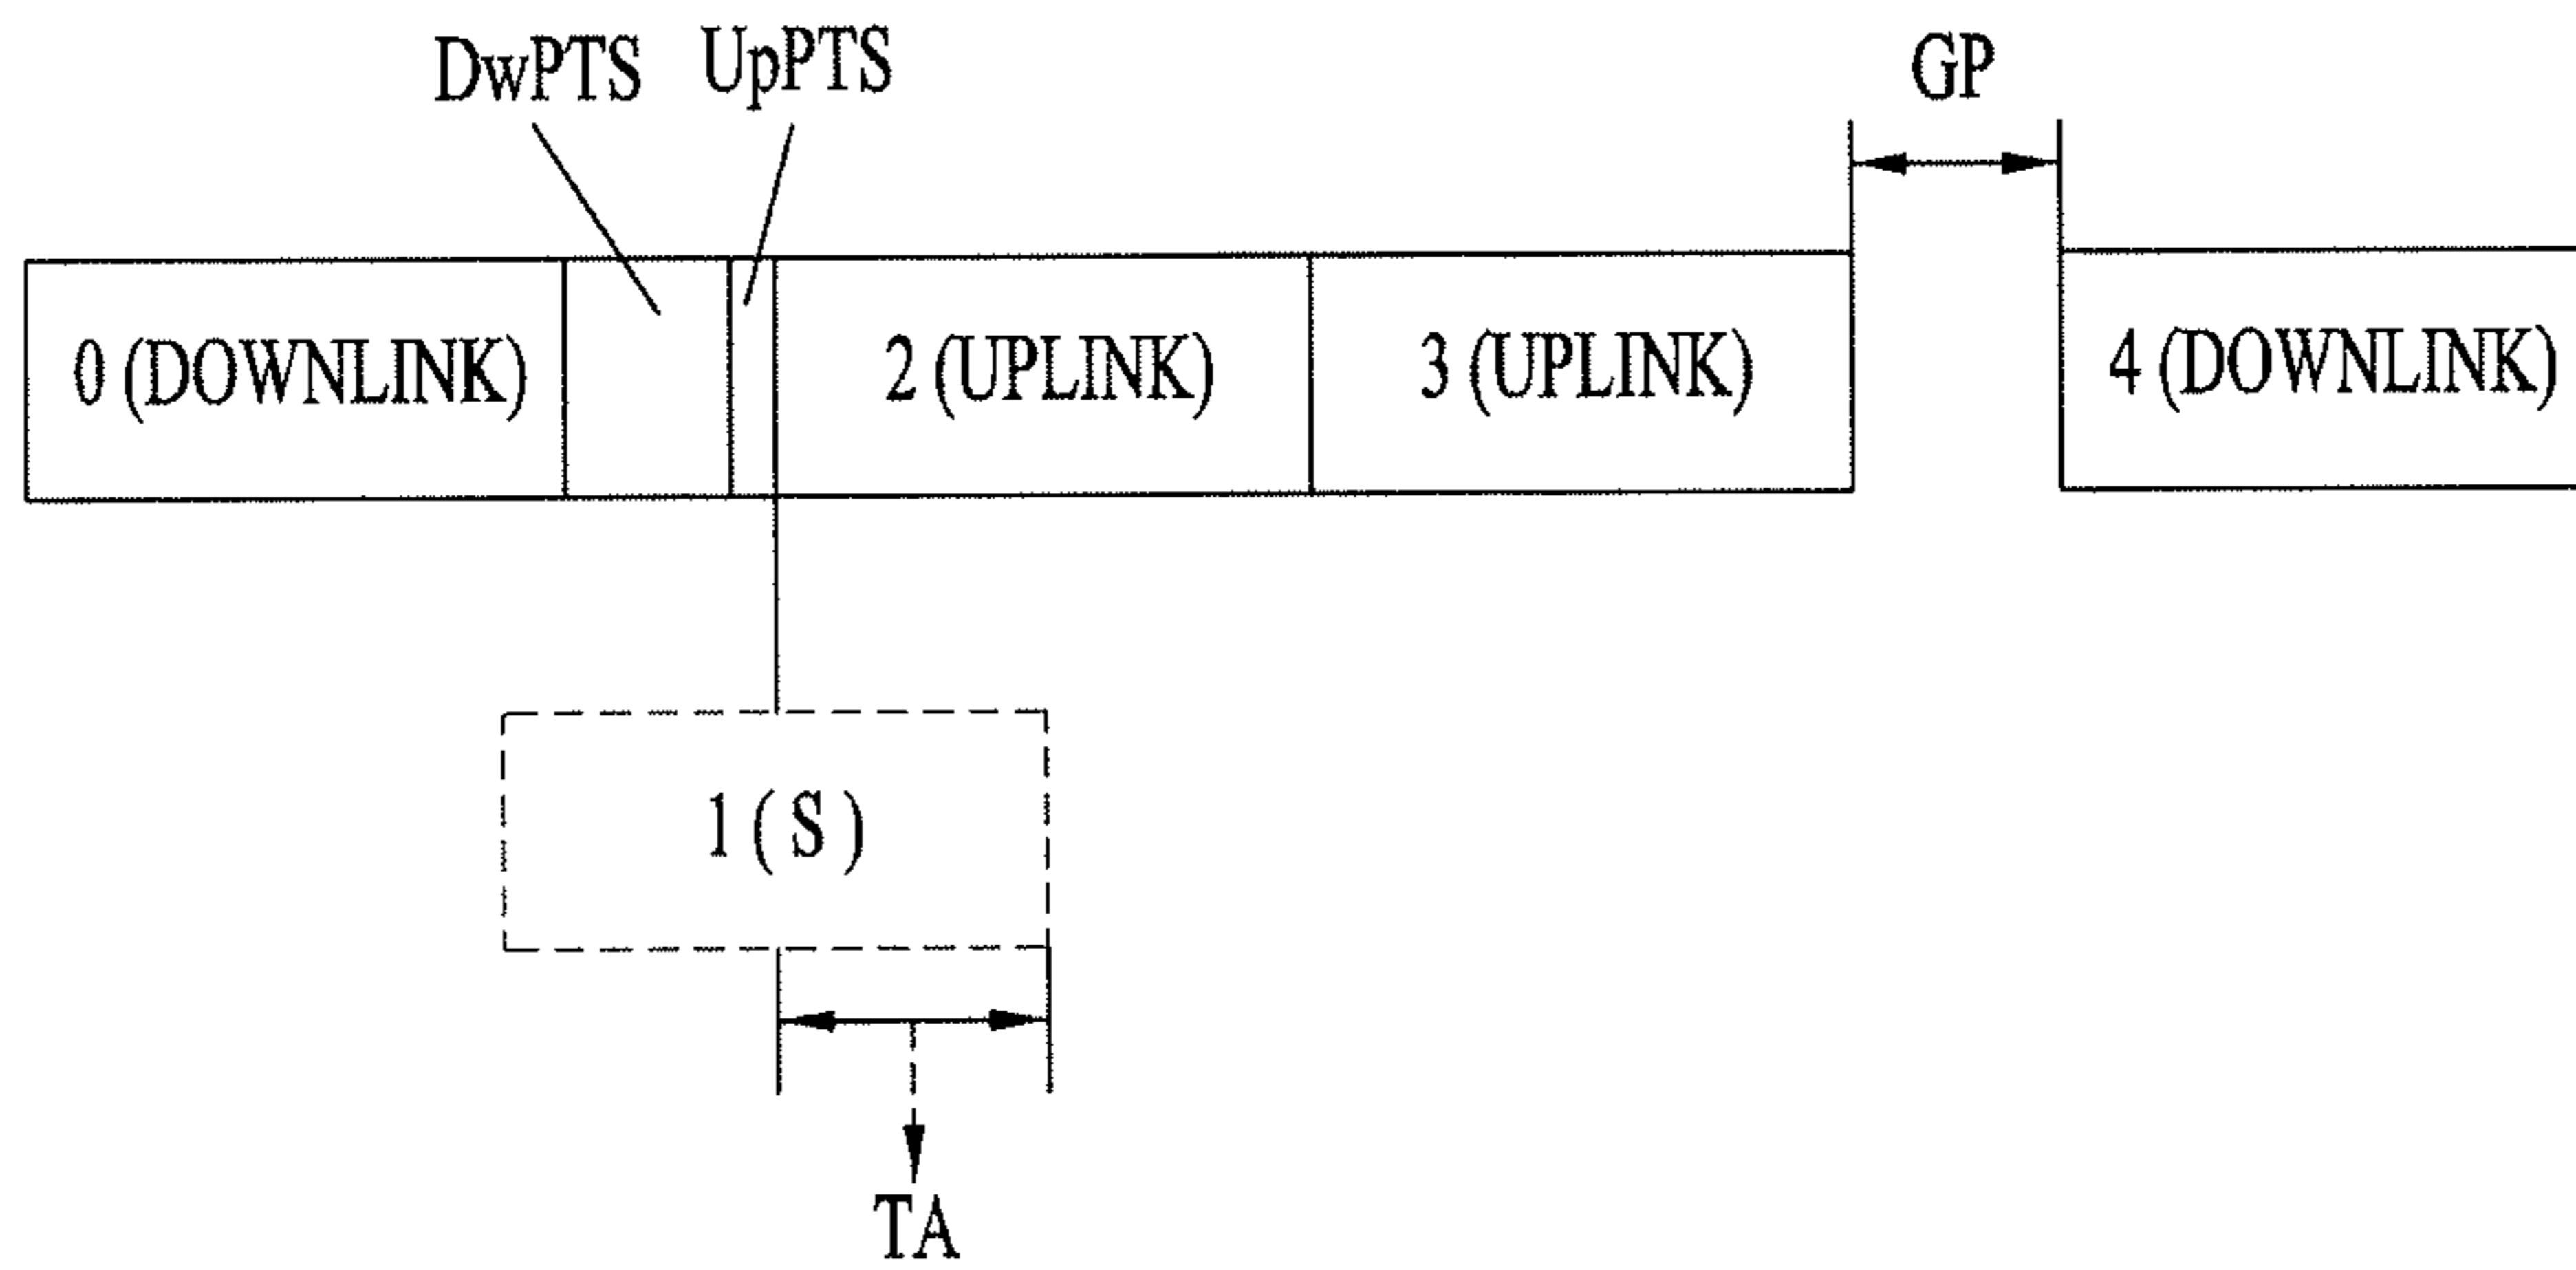 DwPTS UpPTS GP
0 (DOWNLINK) 2 (UPLINK) 3 (UPLINK) 4 (DOWNLINK)
1 ( S )
TA